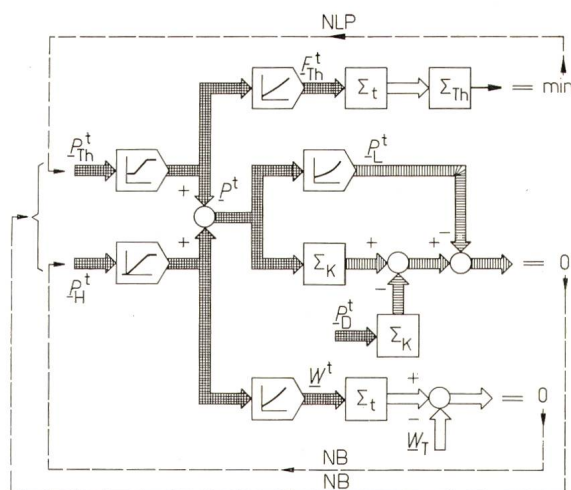 NLP
F_Th^t
Σ_t
Σ_Th
= min
P_Th^t
+
P^t
P_L^t
−
+
P_H^t
Σ_K
+
+
= 0
−
P_D^t
Σ_K
W^t
Σ_t
+
= 0
−
W_T
NB
NB